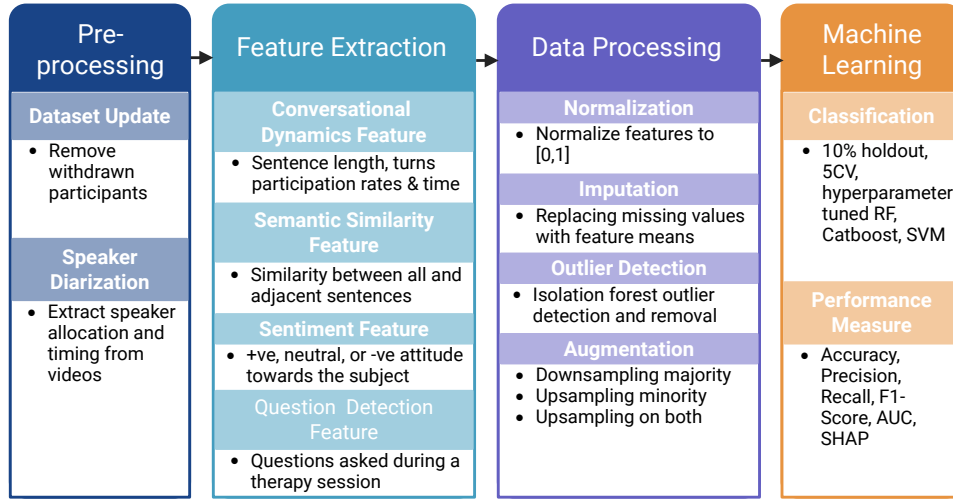 Pre-
processing
Dataset Update
• Remove
withdrawn
participants
Speaker
Diarization
• Extract speaker
allocation and
timing from
videos
Feature Extraction
Conversational
Dynamics Feature
• Sentence length, turns
participation rates & time
Semantic Similarity
Feature
• Similarity between all and
adjacent sentences
Sentiment Feature
• +ve, neutral, or -ve attitude
towards the subject
Question Detection
Feature
• Questions asked during a
therapy session
Data Processing
Normalization
• Normalize features to
[0,1]
Imputation
• Replacing missing values
with feature means
Outlier Detection
• Isolation forest outlier
detection and removal
Augmentation
• Downsampling majority
• Upsampling minority
• Upsampling on both
Machine
Learning
Classification
• 10% holdout,
5CV,
hyperparameter
tuned RF,
Catboost, SVM
Performance
Measure
• Accuracy,
Precision,
Recall, F1-
Score, AUC,
SHAP